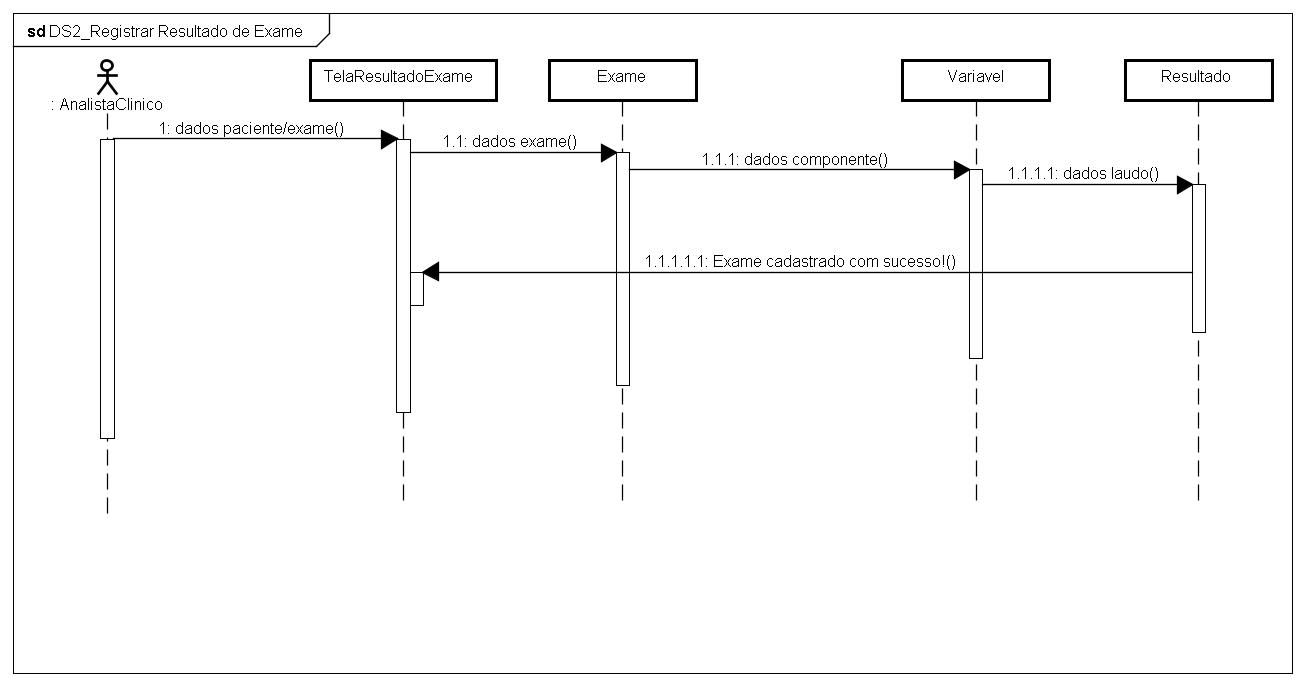 sd DS2_Registrar Resultado de Exame
: AnalistaClinico
TelaResultadoExame
Exame
Variavel
Resultado
1: dados paciente/exame()
1.1: dados exame()
1.1.1: dados componente()
1.1.1.1: dados laudo()
1.1.1.1.1: Exame cadastrado com sucesso!()